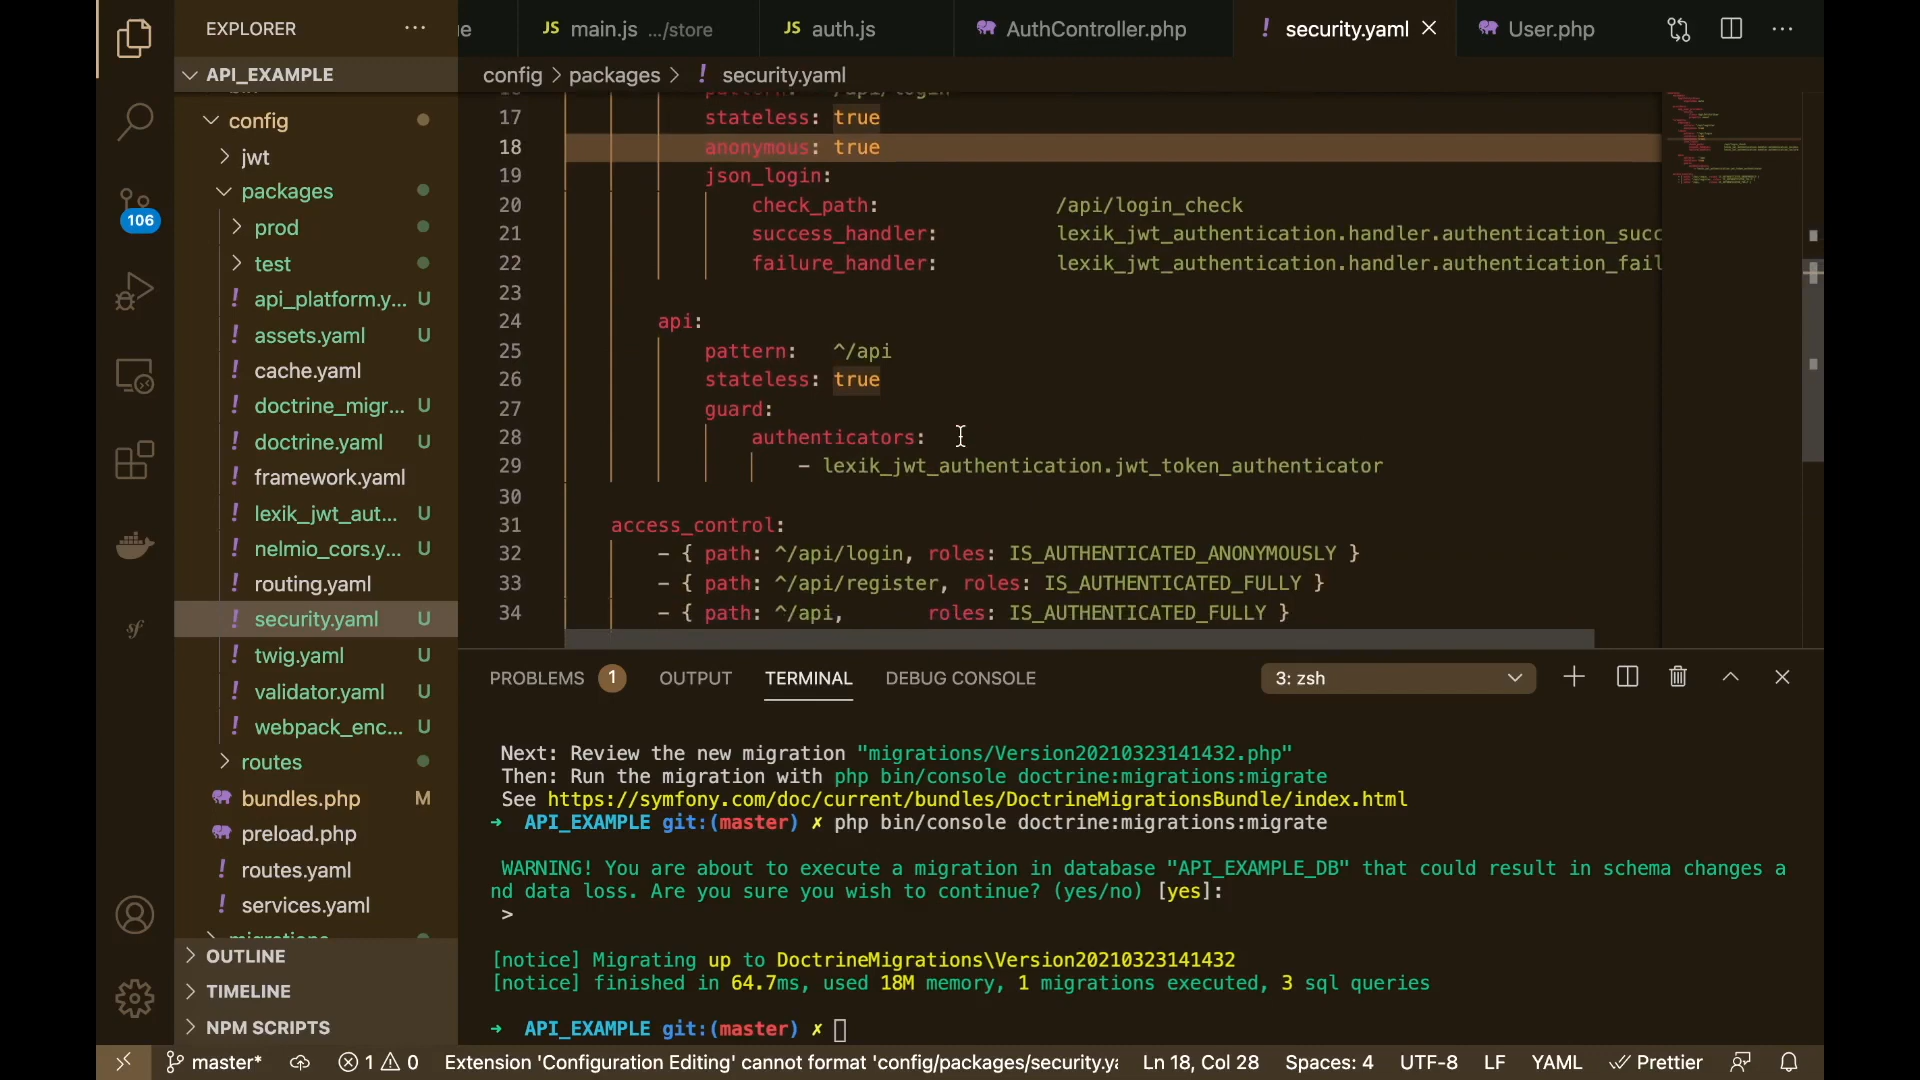 EXPLORER
ue
JS main.js .../store
JS auth.js
AuthController.php
! security.yaml
User.php
API_EXAMPLE
config > packages > ! security.yaml
config
jwt
packages
prod
test
! api_platform.y... U
! assets.yaml U
! cache.yaml
! doctrine_migr... U
! doctrine.yaml U
! framework.yaml
! lexik_jwt_aut... U
! nelmio_cors.y... U
! routing.yaml
! security.yaml U
! twig.yaml U
! validator.yaml U
! webpack_enc... U
routes
bundles.php M
preload.php
! routes.yaml
! services.yaml
migrations
OUTLINE
TIMELINE
NPM SCRIPTS
106
sf
16 pattern: ^/api/login
17 stateless: true
18 anonymous: true
19 json_login:
20 check_path: /api/login_check
21 success_handler: lexik_jwt_authentication.handler.authentication_succ
22 failure_handler: lexik_jwt_authentication.handler.authentication_fail
23
24 api:
25 pattern: ^/api
26 stateless: true
27 guard:
28 authenticators:
29 - lexik_jwt_authentication.jwt_token_authenticator
30
31 access_control:
32 - { path: ^/api/login, roles: IS_AUTHENTICATED_ANONYMOUSLY }
33 - { path: ^/api/register, roles: IS_AUTHENTICATED_FULLY }
34 - { path: ^/api, roles: IS_AUTHENTICATED_FULLY }
PROBLEMS 1 OUTPUT TERMINAL DEBUG CONSOLE 3: zsh
Next: Review the new migration "migrations/Version20210323141432.php"
Then: Run the migration with php bin/console doctrine:migrations:migrate
See https://symfony.com/doc/current/bundles/DoctrineMigrationsBundle/index.html
➜ API_EXAMPLE git:(master) ✗ php bin/console doctrine:migrations:migrate
WARNING! You are about to execute a migration in database "API_EXAMPLE_DB" that could result in schema changes a
nd data loss. Are you sure you wish to continue? (yes/no) [yes]:
>
[notice] Migrating up to DoctrineMigrations\Version20210323141432
[notice] finished in 64.7ms, used 18M memory, 1 migrations executed, 3 sql queries
➜ API_EXAMPLE git:(master) ✗
master* 1 0 Extension 'Configuration Editing' cannot format 'config/packages/security.ya Ln 18, Col 28 Spaces: 4 UTF-8 LF YAML Prettier